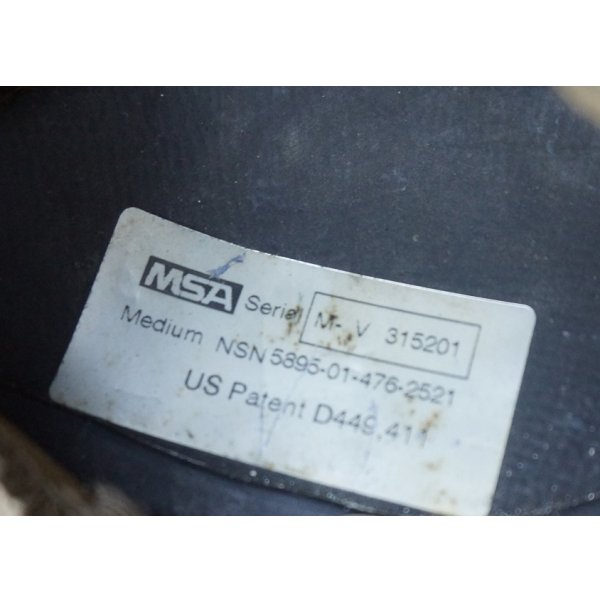 MSA Serial M- V 315201
Medium NSN 5895-01-476-2521
US Patent D449,411